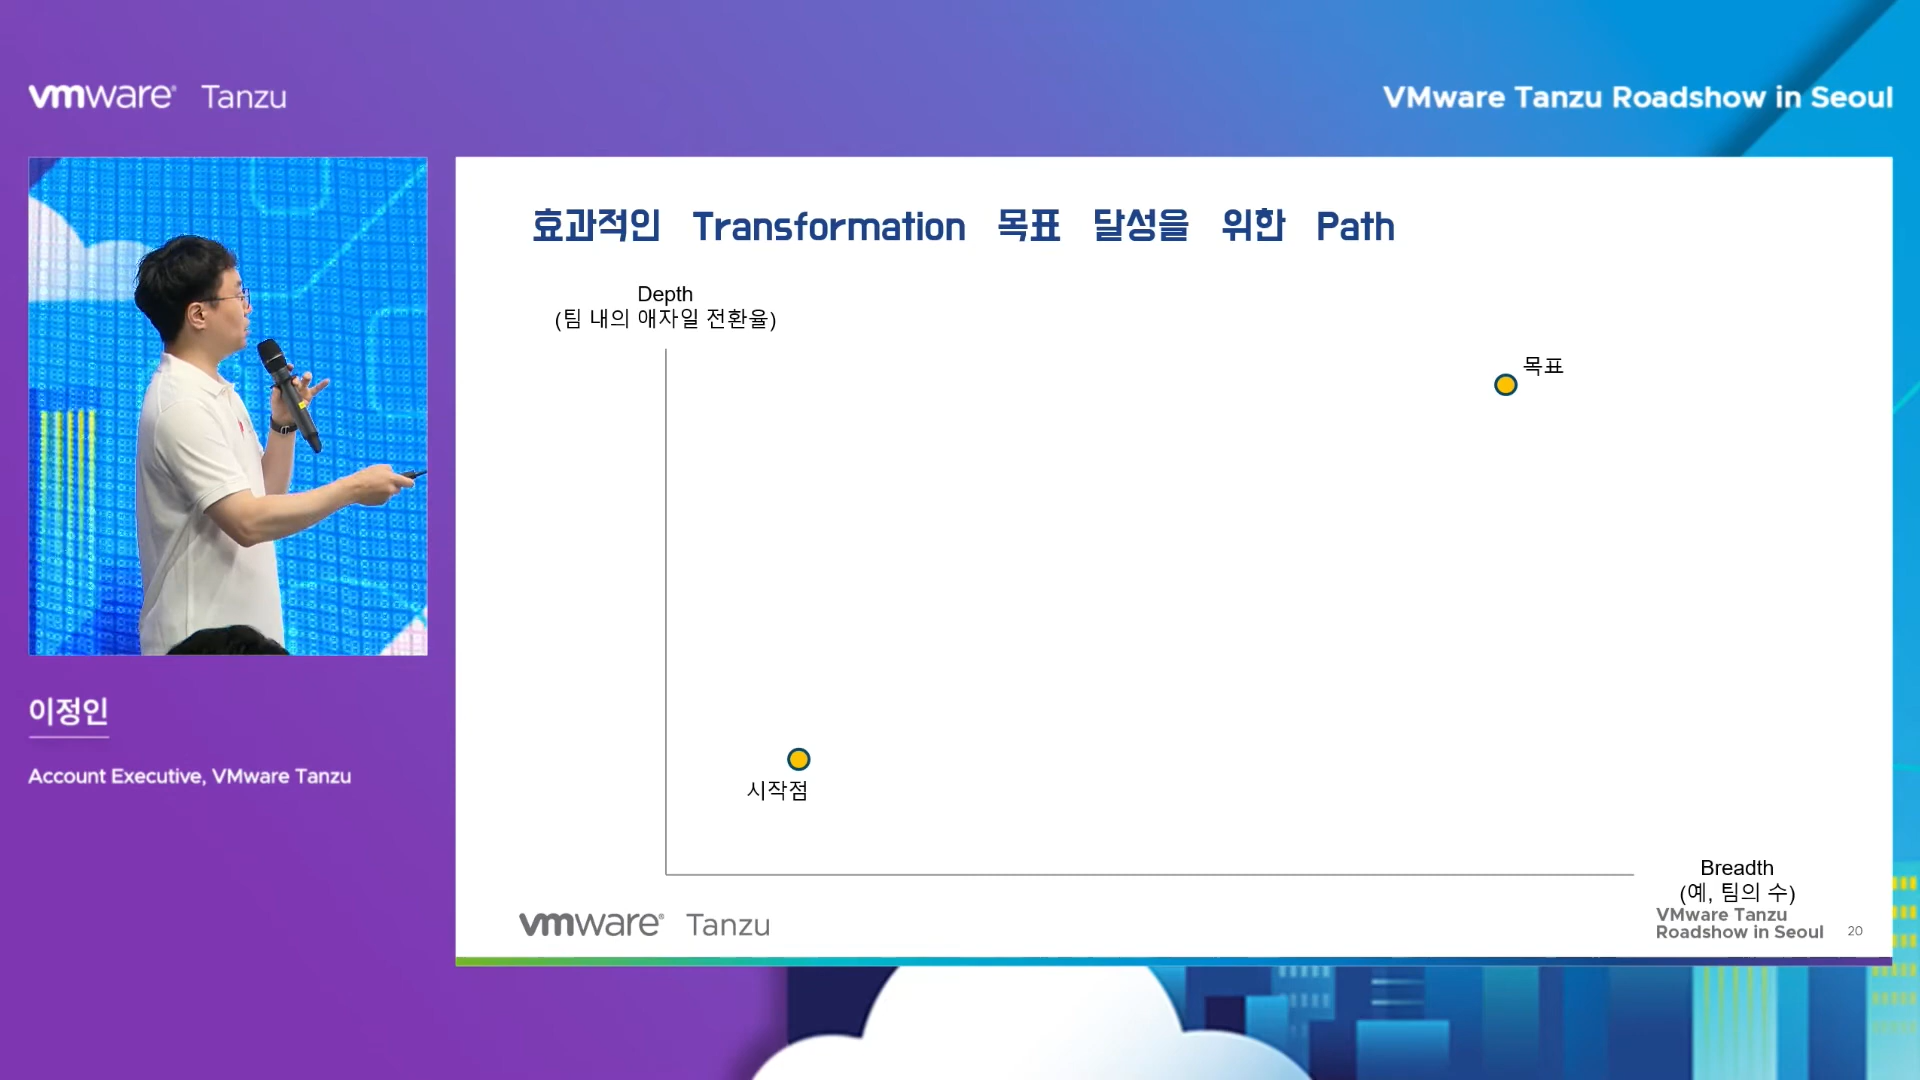 vmware® Tanzu
VMware Tanzu Roadshow in Seoul
효과적인 Transformation 목표 달성을 위한 Path
Depth
(팀 내의 애자일 전환율)
목표
시작점
Breadth
(예, 팀의 수)
vmware® Tanzu
VMware Tanzu
Roadshow in Seoul
20
이정인
Account Executive, VMware Tanzu